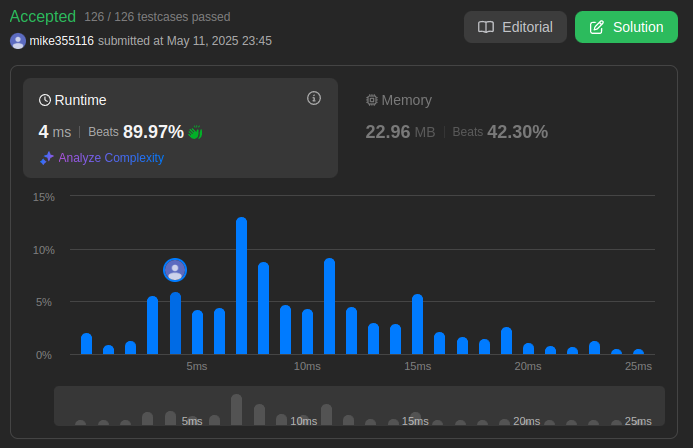 Accepted 126 / 126 testcases passed
mike355116 submitted at May 11, 2025 23:45
Editorial
Solution
Runtime
4 ms | Beats 89.97%
Analyze Complexity
Memory
22.96 MB | Beats 42.30%
15%
10%
5%
0%
5ms 10ms 15ms 20ms 25ms
5ms 10ms 15ms 20ms 25ms